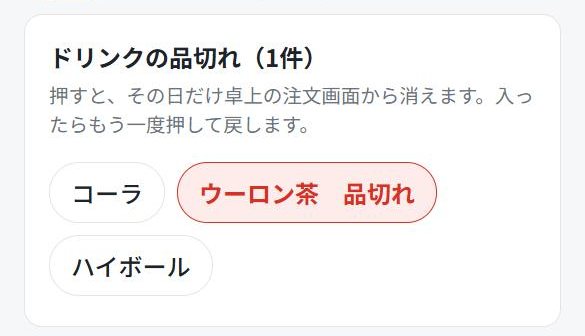 ドリンクの品切れ（1件）
押すと、その日だけ卓上の注文画面から消えます。入っ
たらもう一度押して戻します。
コーラ
ウーロン茶　品切れ
ハイボール